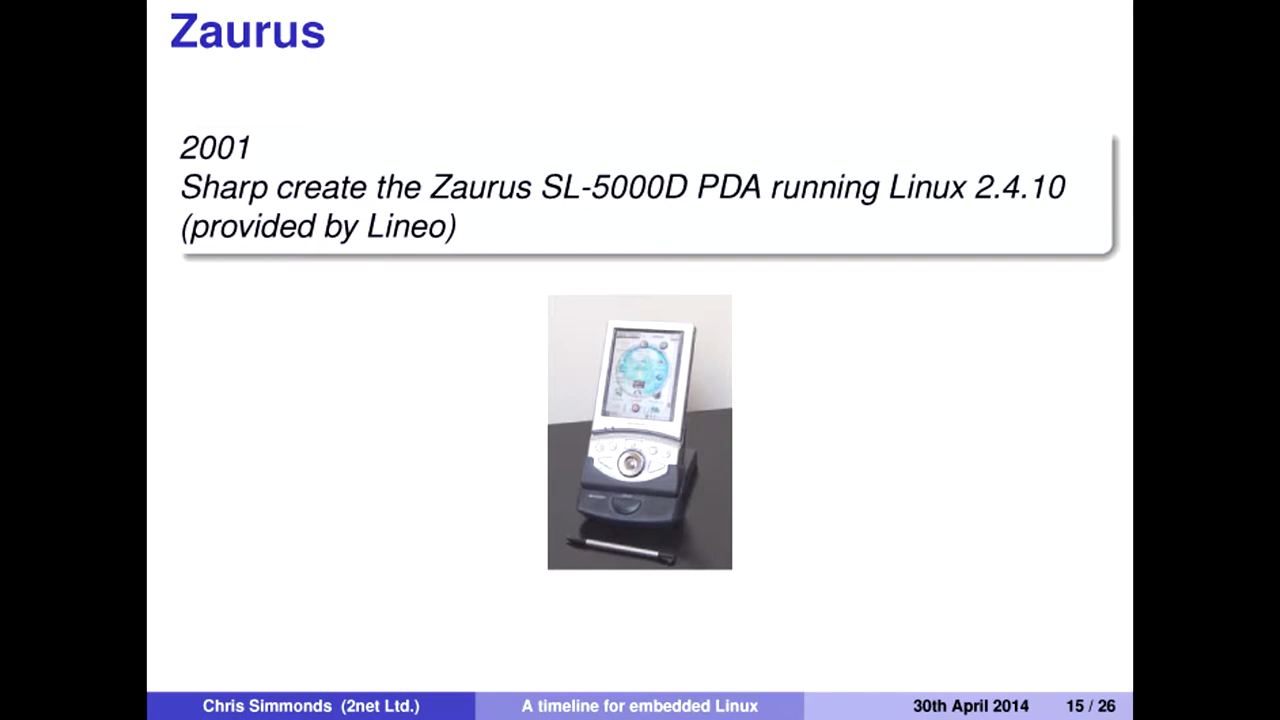 Zaurus
2001
Sharp create the Zaurus SL-5000D PDA running Linux 2.4.10
(provided by Lineo)
Chris Simmonds (2net Ltd.)
A timeline for embedded Linux
30th April 2014
15 / 26